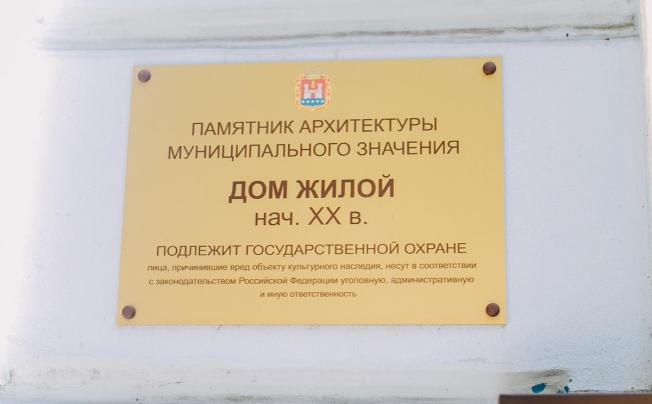 ПАМЯТНИК АРХИТЕКТУРЫ
МУНИЦИПАЛЬНОГО ЗНАЧЕНИЯ
ДОМ ЖИЛОЙ
нач. XX в.
ПОДЛЕЖИТ ГОСУДАРСТВЕННОЙ ОХРАНЕ
лица, причинившие вред объекту культурного наследия, несут в соответствии
с законодательством Российской Федерации уголовную, административную
и иную ответственность